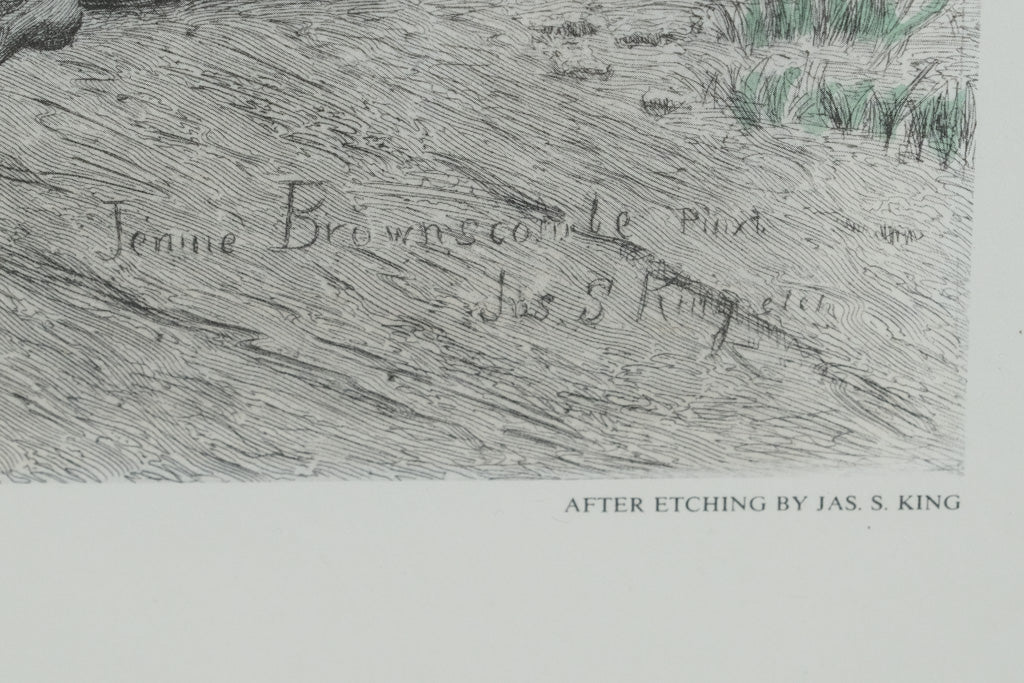 Jennie Brownscombe Pinxt
Jas. S King etch
AFTER ETCHING BY JAS. S. KING